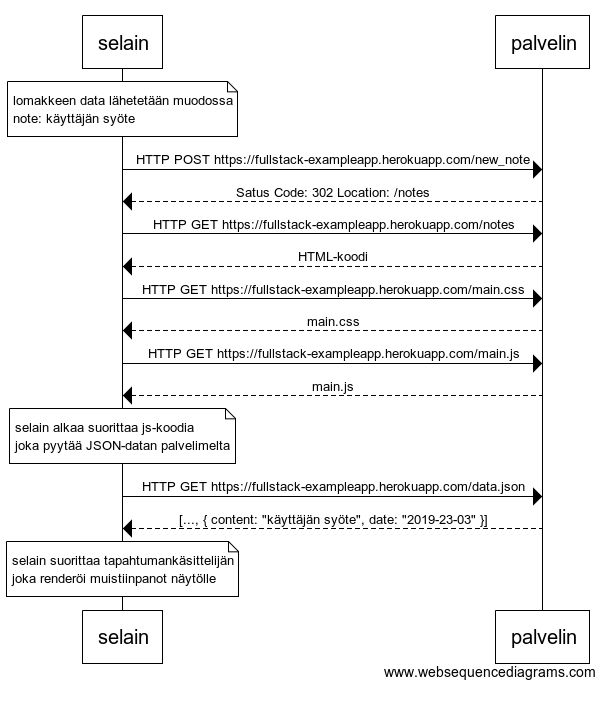 selain palvelin
lomakkeen data lähetetään muodossa
note: käyttäjän syöte
HTTP POST https://fullstack-exampleapp.herokuapp.com/new_note
Satus Code: 302 Location: /notes
HTTP GET https://fullstack-exampleapp.herokuapp.com/notes
HTML-koodi
HTTP GET https://fullstack-exampleapp.herokuapp.com/main.css
main.css
HTTP GET https://fullstack-exampleapp.herokuapp.com/main.js
main.js
selain alkaa suorittaa js-koodia
joka pyytää JSON-datan palvelimelta
HTTP GET https://fullstack-exampleapp.herokuapp.com/data.json
[..., { content: "käyttäjän syöte", date: "2019-23-03" }]
selain suorittaa tapahtumankäsittelijän
joka renderöi muistiinpanot näytölle
selain palvelin
www.websequencediagrams.com